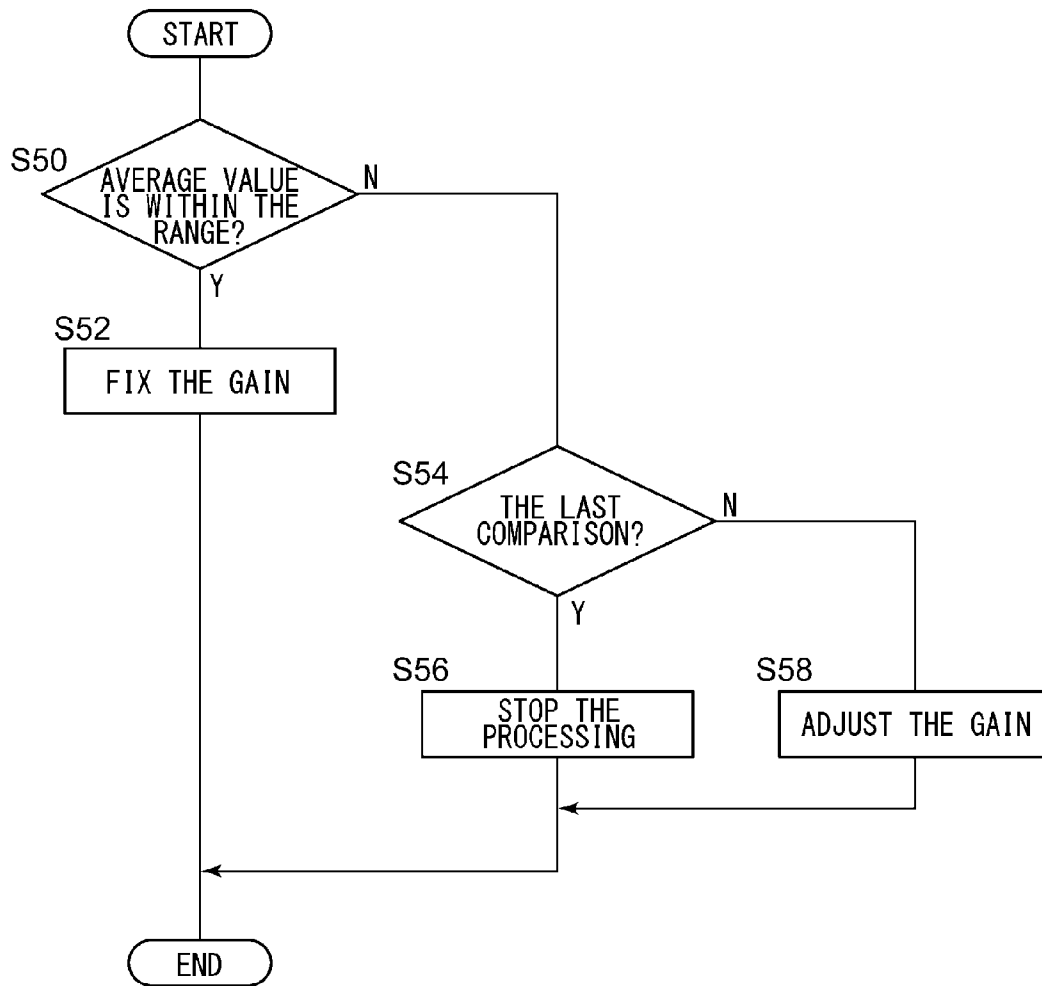 START
S50
AVERAGE VALUE
IS WITHIN THE
RANGE?
N
Y
S52
FIX THE GAIN
S54
THE LAST
COMPARISON?
N
Y
S56
STOP THE
PROCESSING
S58
ADJUST THE GAIN
END